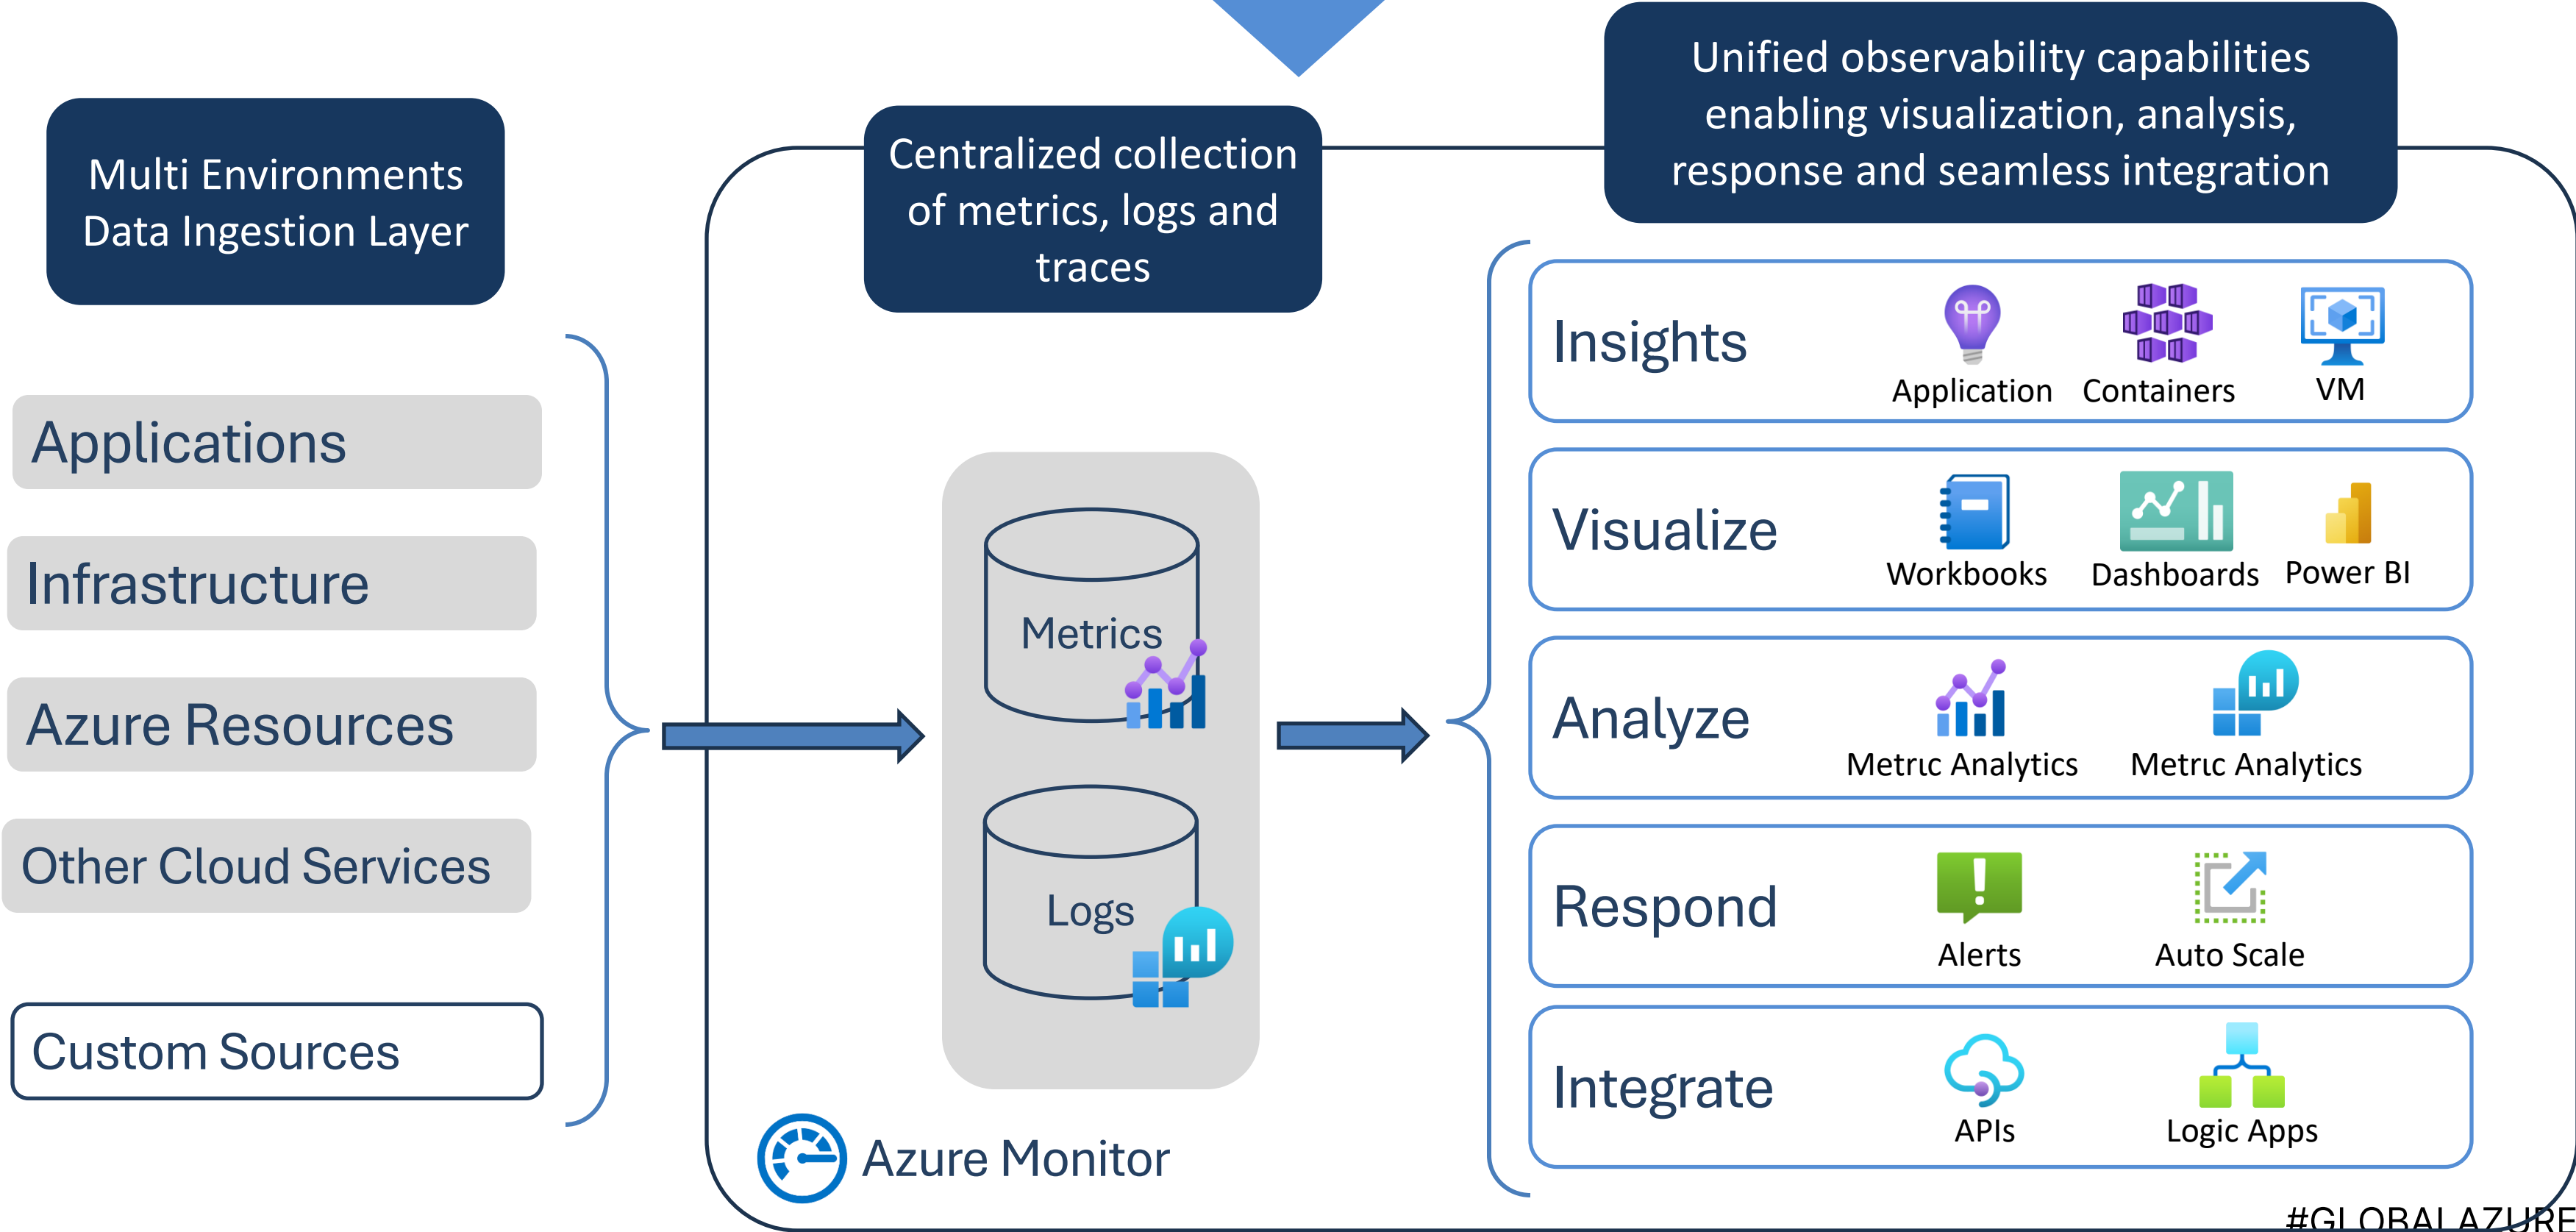 Multi Environments
Data Ingestion Layer
Applications
Infrastructure
Azure Resources
Other Cloud Services
Custom Sources
Centralized collection
of metrics, logs and
traces
Metrics
Logs
Azure Monitor
Unified observability capabilities
enabling visualization, analysis,
response and seamless integration
Insights
Application Containers VM
Visualize
Workbooks Dashboards Power BI
Analyze
Metrıc Analytics Metrıc Analytics
Respond
Alerts Auto Scale
Integrate
APIs Logic Apps
#GLOBALAZURE